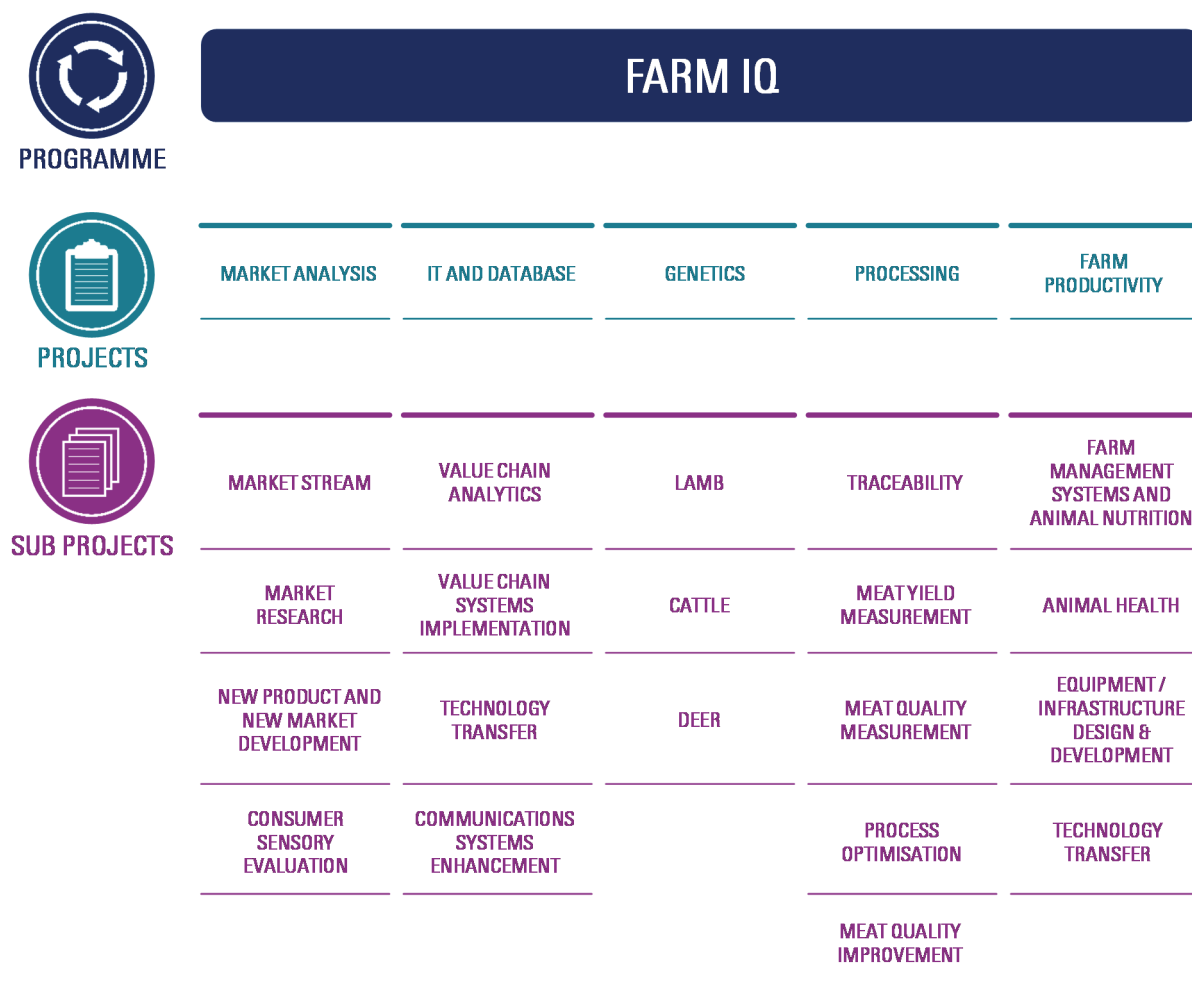 FARM IQ
PROGRAMME
MARKET ANALYSIS
IT AND DATABASE
GENETICS
PROCESSING
FARM
PRODUCTIVITY
PROJECTS
MARKET STREAM
VALUE CHAIN
ANALYTICS
LAMB
TRACEABILITY
FARM
MANAGEMENT
SYSTEMS AND
ANIMAL NUTRITION
SUB PROJECTS
MARKET
RESEARCH
VALUE CHAIN
SYSTEMS
IMPLEMENTATION
CATTLE
MEAT YIELD
MEASUREMENT
ANIMAL HEALTH
NEW PRODUCT AND
NEW MARKET
DEVELOPMENT
TECHNOLOGY
TRANSFER
DEER
MEAT QUALITY
MEASUREMENT
EQUIPMENT /
INFRASTRUCTURE
DESIGN &
DEVELOPMENT
CONSUMER
SENSORY
EVALUATION
COMMUNICATIONS
SYSTEMS
ENHANCEMENT
PROCESS
OPTIMISATION
TECHNOLOGY
TRANSFER
MEAT QUALITY
IMPROVEMENT